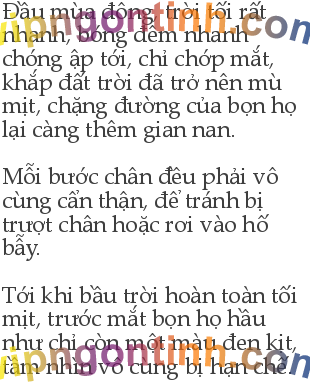 Đầu mùa đông, trời tối rất
nhanh, bóng đêm nhanh
chóng ập tới, chỉ chớp mắt,
khắp đất trời đã trở nên mù
mịt, chặng đường của bọn họ
lại càng thêm gian nan.
Mỗi bước chân đều phải vô
cùng cẩn thận, để tránh bị
trượt chân hoặc rơi vào hố
bẫy.
Tới khi bầu trời hoàn toàn tối
mịt, trước mắt bọn họ hầu
như chỉ còn một màu đen kịt,
tầm nhìn vô cùng bị hạn chế.